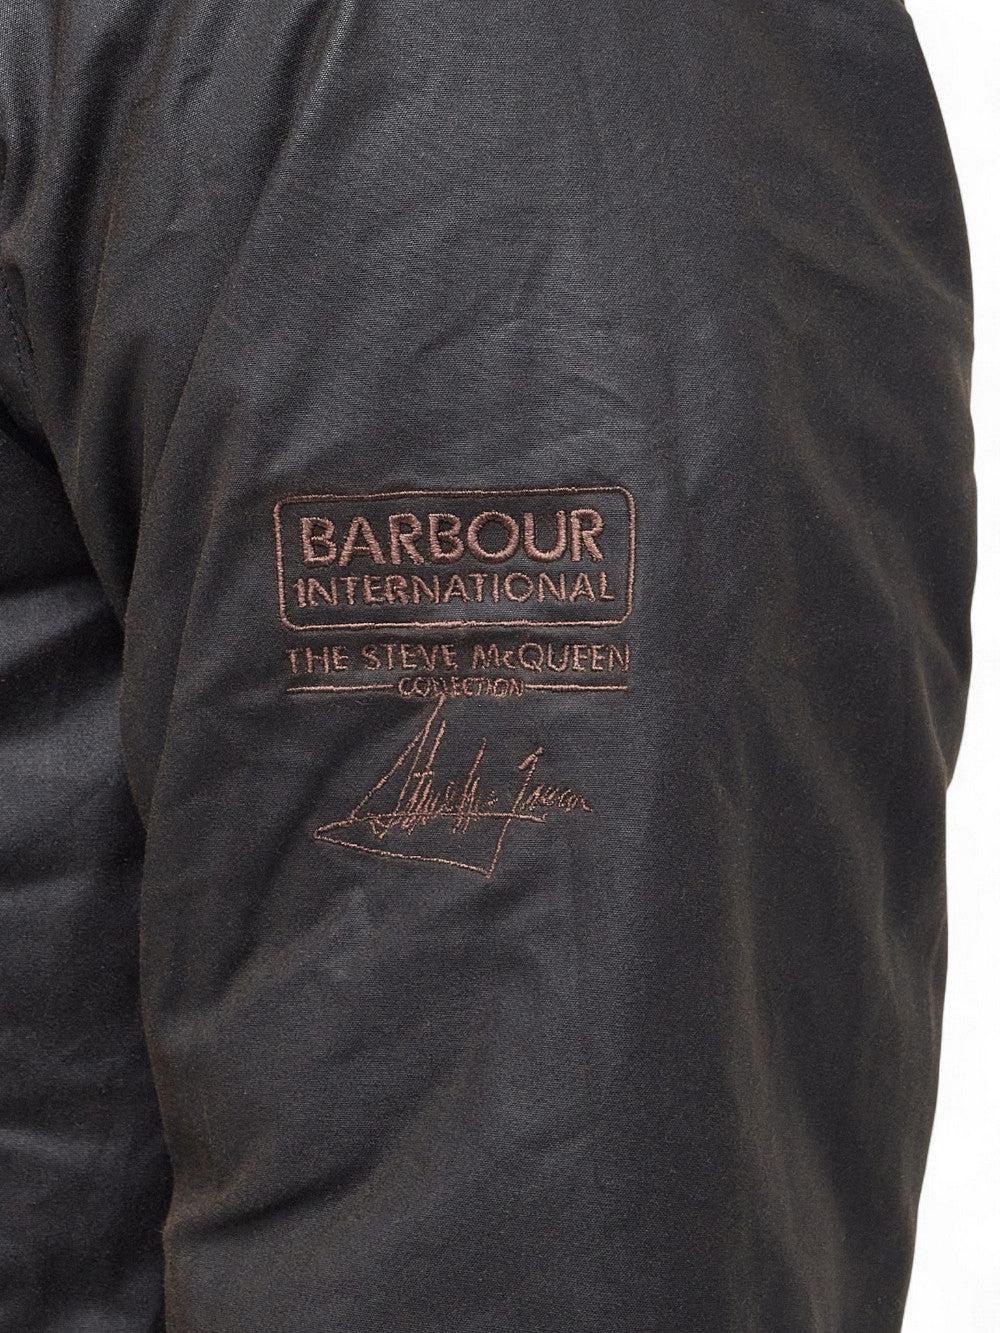 BARBOUR
INTERNATIONAL
THE STEVE McQUEEN
COLLECTION